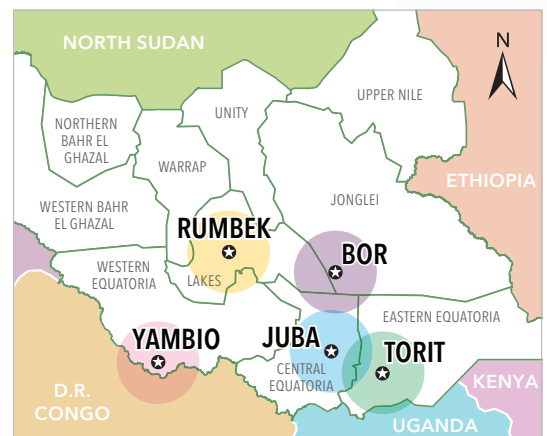 NORTH SUDAN
N
UPPER NILE
UNITY
NORTHERN
BAHR EL
GHAZAL
WARRAP
ETHIOPIA
JONGLEI
WESTERN BAHR
EL GHAZAL
RUMBEK
BOR
WESTERN
EQUATORIA
LAKES
EASTERN EQUATORIA
YAMBIO
JUBA
TORIT
CENTRAL
EQUATORIA
KENYA
D.R.
CONGO
UGANDA